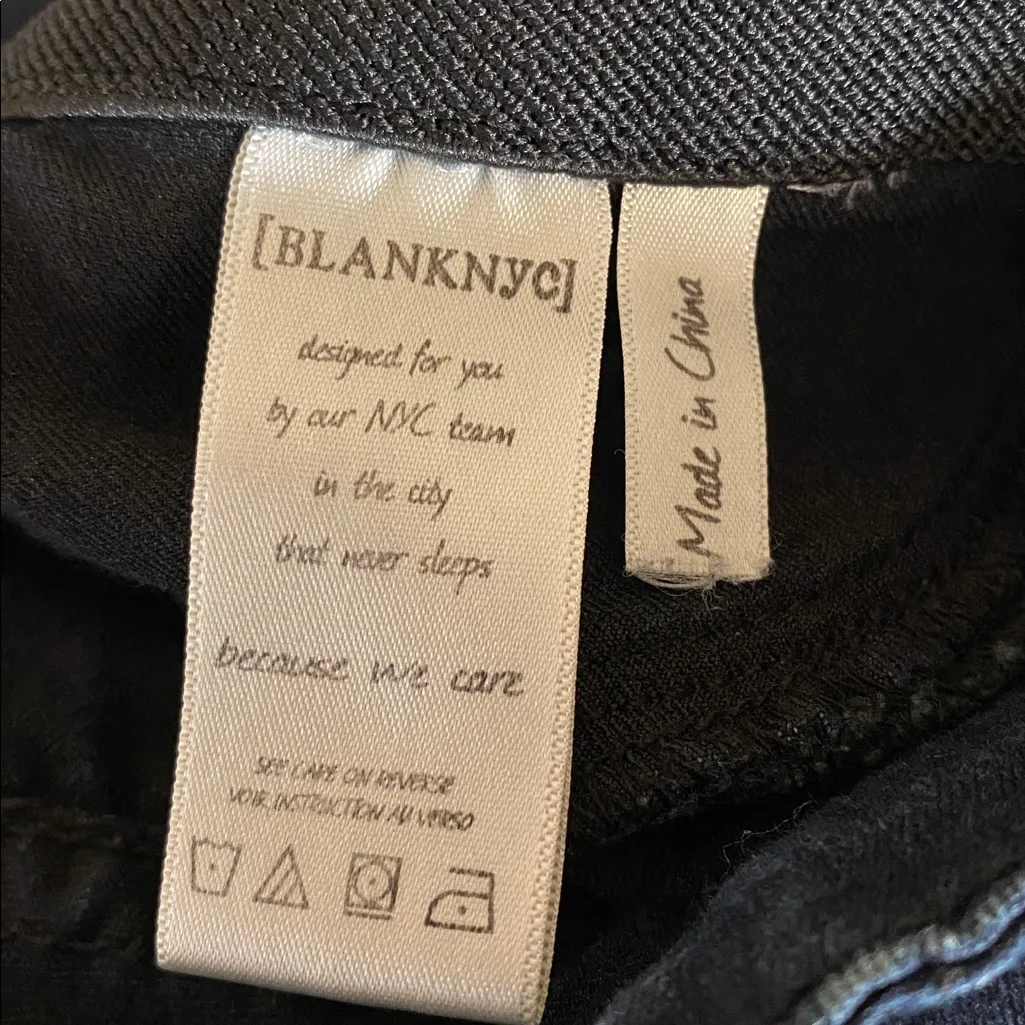 [BLANKNYC]
designed for you
by our NYC team
in the city
that never sleeps
because we care
SEE CARE ON REVERSE
VOIR INSTRUCTION AU VERSO
Made in China